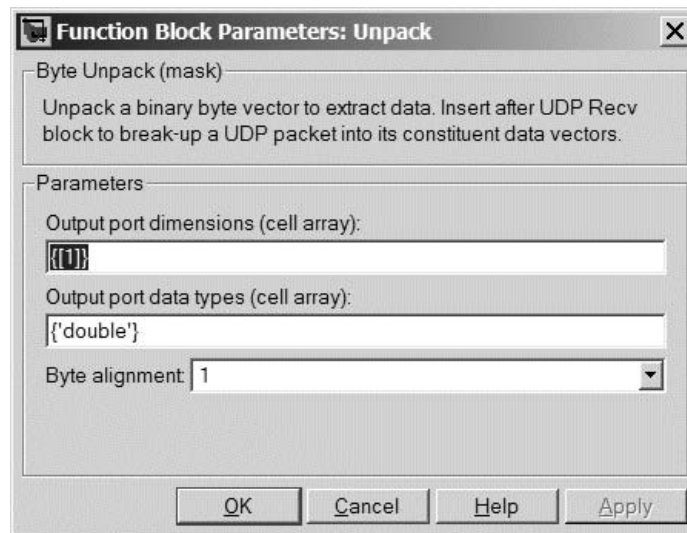 Function Block Parameters: Unpack
Byte Unpack (mask)
Unpack a binary byte vector to extract data. Insert after UDP Recv
block to break-up a UDP packet into its constituent data vectors.
Parameters
Output port dimensions (cell array):
{[1]}
Output port data types (cell array):
{'double'}
Byte alignment: 1
OK Cancel Help Apply